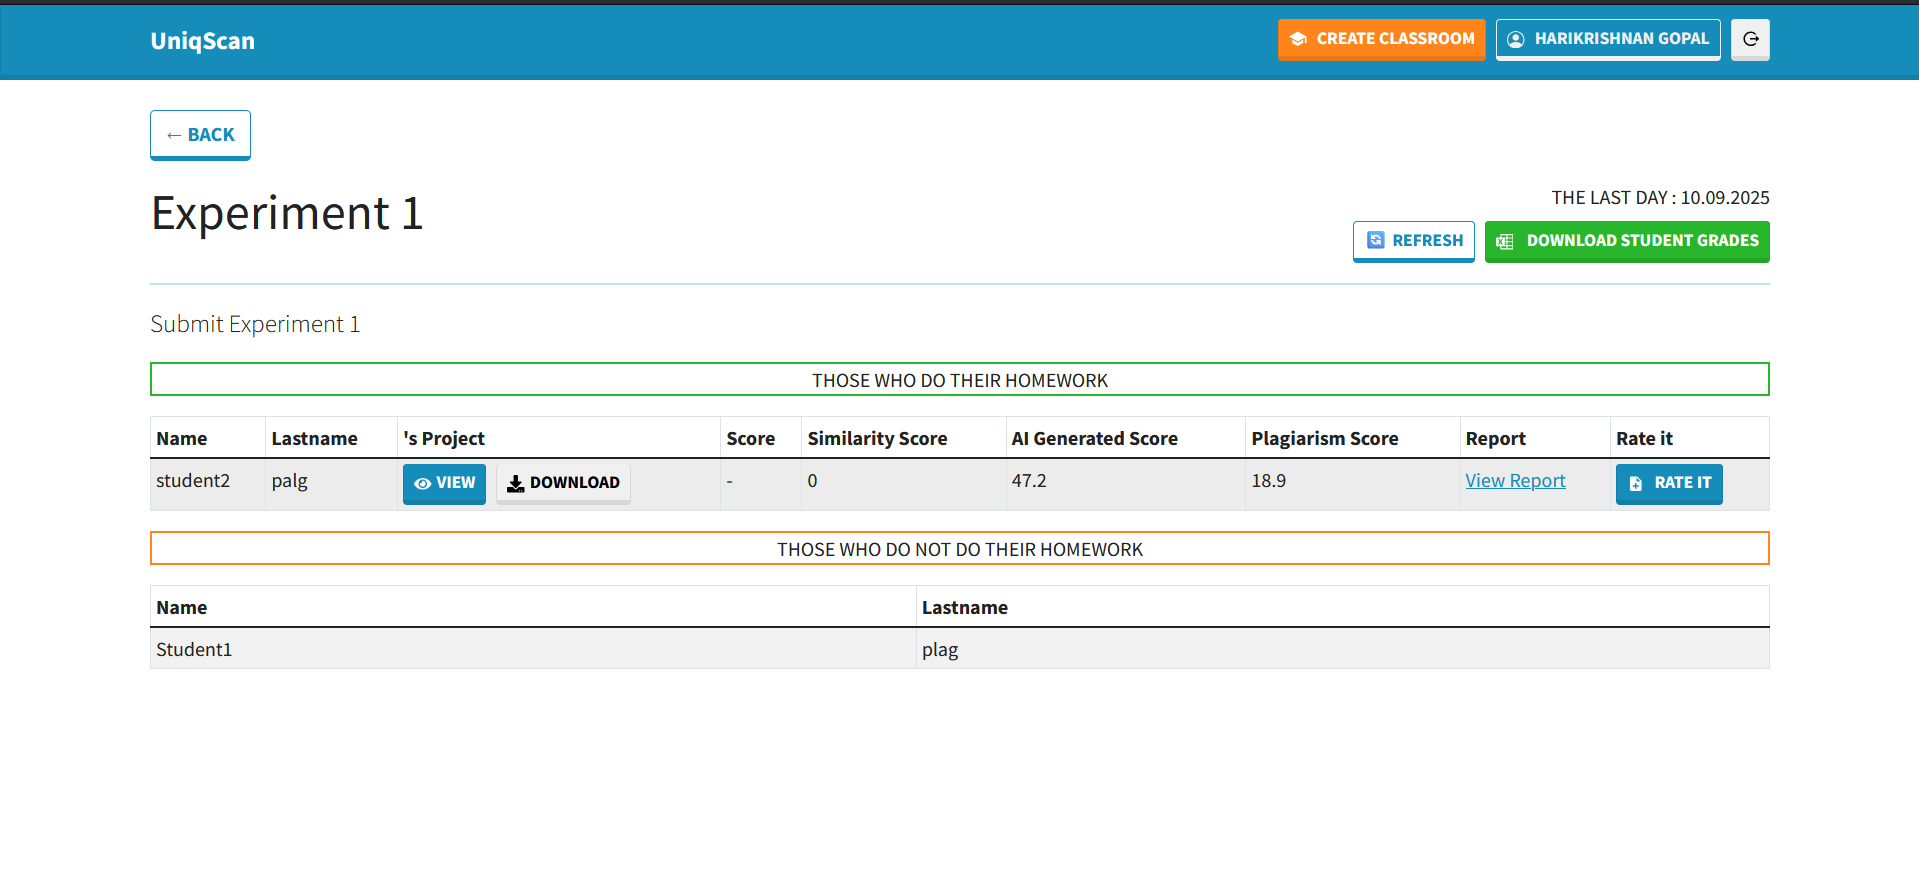 UniqScan
CREATE CLASSROOM
HARIKRISHNAN GOPAL
← BACK
Experiment 1
THE LAST DAY : 10.09.2025
REFRESH
DOWNLOAD STUDENT GRADES
Submit Experiment 1
THOSE WHO DO THEIR HOMEWORK
Name Lastname 's Project Score Similarity Score AI Generated Score Plagiarism Score Report Rate it
student2 palg VIEW DOWNLOAD - 0 47.2 18.9 View Report RATE IT
THOSE WHO DO NOT DO THEIR HOMEWORK
Name Lastname
Student1 plag